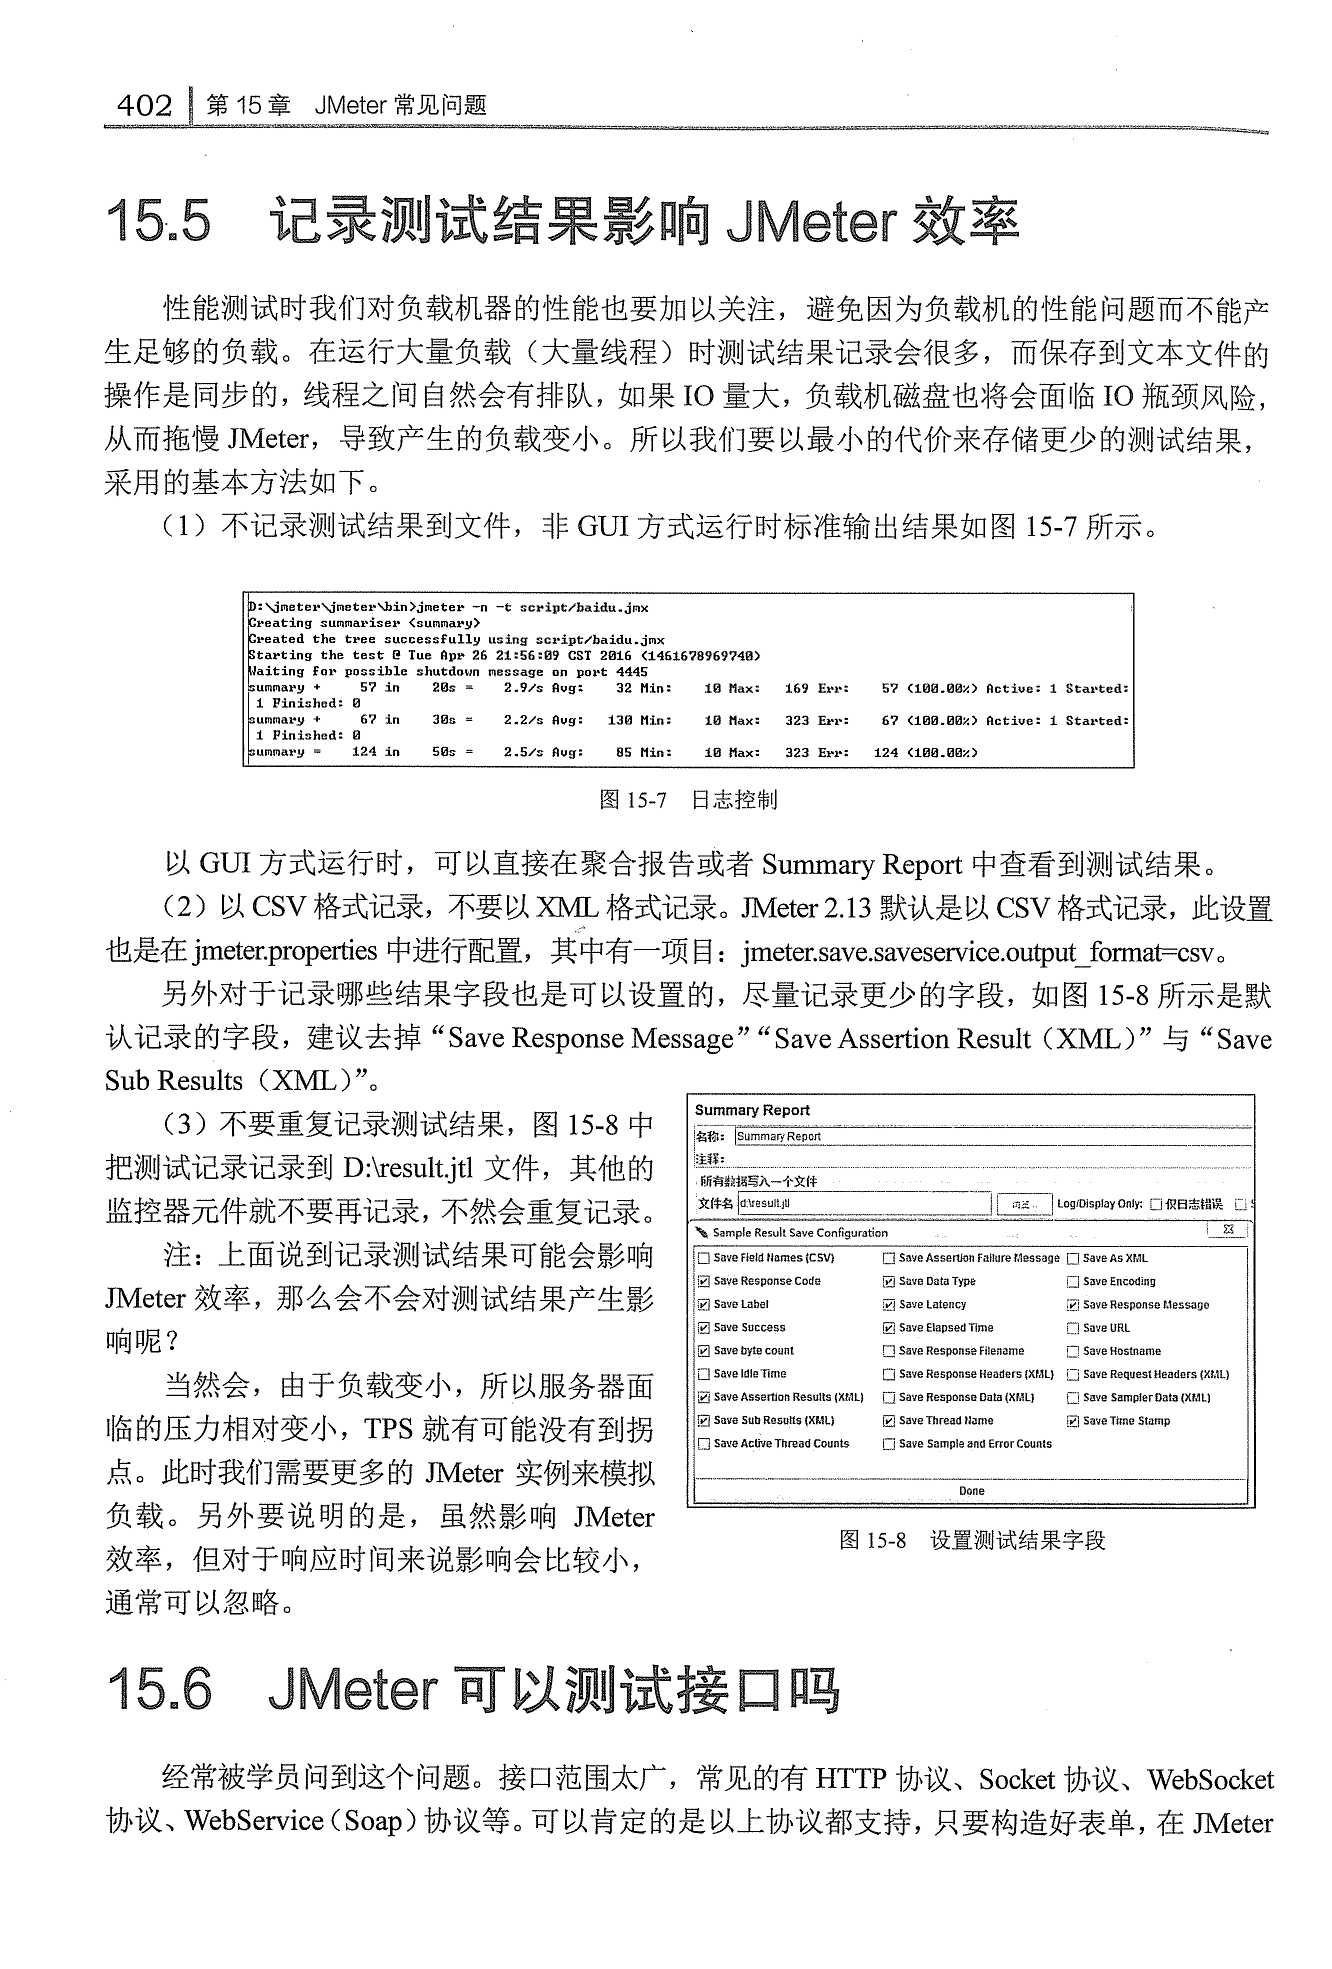 402 第15章 JMeter 常见问题
15.5 记录测试结果影响 JMeter 效率
性能测试时我们对负载机器的性能也要加以关注，避免因为负载机的性能问题而不能产
生足够的负载。在运行大量负载（大量线程）时测试结果记录会很多，而保存到文本文件的
操作是同步的，线程之间自然会有排队，如果 IO 量大，负载机磁盘也将会面临 IO 瓶颈风险，
从而拖慢 JMeter，导致产生的负载变小。所以我们要以最小的代价来存储更少的测试结果，
采用的基本方法如下。
（1）不记录测试结果到文件，非 GUI 方式运行时标准输出结果如图 15-7 所示。
D:\jmeter\jmeter\bin>jmeter -n -t script/baidu.jmx
Creating summariser <summary>
Created the tree successfully using script/baidu.jmx
Starting the test @ Tue Apr 26 21:56:09 CST 2016 (1461678969740)
Waiting for possible shutdown message on port 4445
summary + 57 in 20s = 2.9/s Avg: 32 Min: 10 Max: 169 Err: 57 (100.00%) Active: 1 Started:
1 Finished: 0
summary + 67 in 30s = 2.2/s Avg: 130 Min: 10 Max: 323 Err: 67 (100.00%) Active: 1 Started:
1 Finished: 0
summary = 124 in 50s = 2.5/s Avg: 85 Min: 10 Max: 323 Err: 124 (100.00%)
图 15-7 日志控制
以 GUI 方式运行时，可以直接在聚合报告或者 Summary Report 中查看到测试结果。
（2）以 CSV 格式记录，不要以 XML 格式记录。JMeter 2.13 默认是以 CSV 格式记录，此设置
也是在 jmeter.properties 中进行配置，其中有一项目：jmeter.save.saveservice.output_format=csv。
另外对于记录哪些结果字段也是可以设置的，尽量记录更少的字段，如图 15-8 所示是默
认记录的字段，建议去掉“Save Response Message”“Save Assertion Result（XML）”与“Save
Sub Results（XML）”。
（3）不要重复记录测试结果，图 15-8 中
把测试记录记录到 D:\result.jtl 文件，其他的
监控器元件就不要再记录，不然会重复记录。
注：上面说到记录测试结果可能会影响
JMeter 效率，那么会不会对测试结果产生影
响呢？
当然会，由于负载变小，所以服务器面
临的压力相对变小，TPS 就有可能没有到拐
点。此时我们需要更多的 JMeter 实例来模拟
负载。另外要说明的是，虽然影响 JMeter
效率，但对于响应时间来说影响会比较小，
通常可以忽略。
Summary Report
名称： Summary Report
注释：
所有数据写入一个文件
文件名 d:\result.jtl Log/Display Only: 仅日志错误
Sample Result Save Configuration
Save Field Names (CSV) Save Assertion Failure Message Save As XML
Save Response Code Save Data Type Save Encoding
Save Label Save Latency Save Response Message
Save Success Save Elapsed Time Save URL
Save byte count Save Response Filename Save Hostname
Save Idle Time Save Response Headers (XML) Save Request Headers (XML)
Save Assertion Results (XML) Save Response Data (XML) Save Sampler Data (XML)
Save Sub Results (XML) Save Thread Name Save Time Stamp
Save Active Thread Counts Save Sample and Error Counts
Done
图 15-8 设置测试结果字段
15.6 JMeter 可以测试接口吗
经常被学员问到这个问题。接口范围太广，常见的有 HTTP 协议、Socket 协议、WebSocket
协议、WebService（Soap）协议等。可以肯定的是以上协议都支持，只要构造好表单，在 JMeter